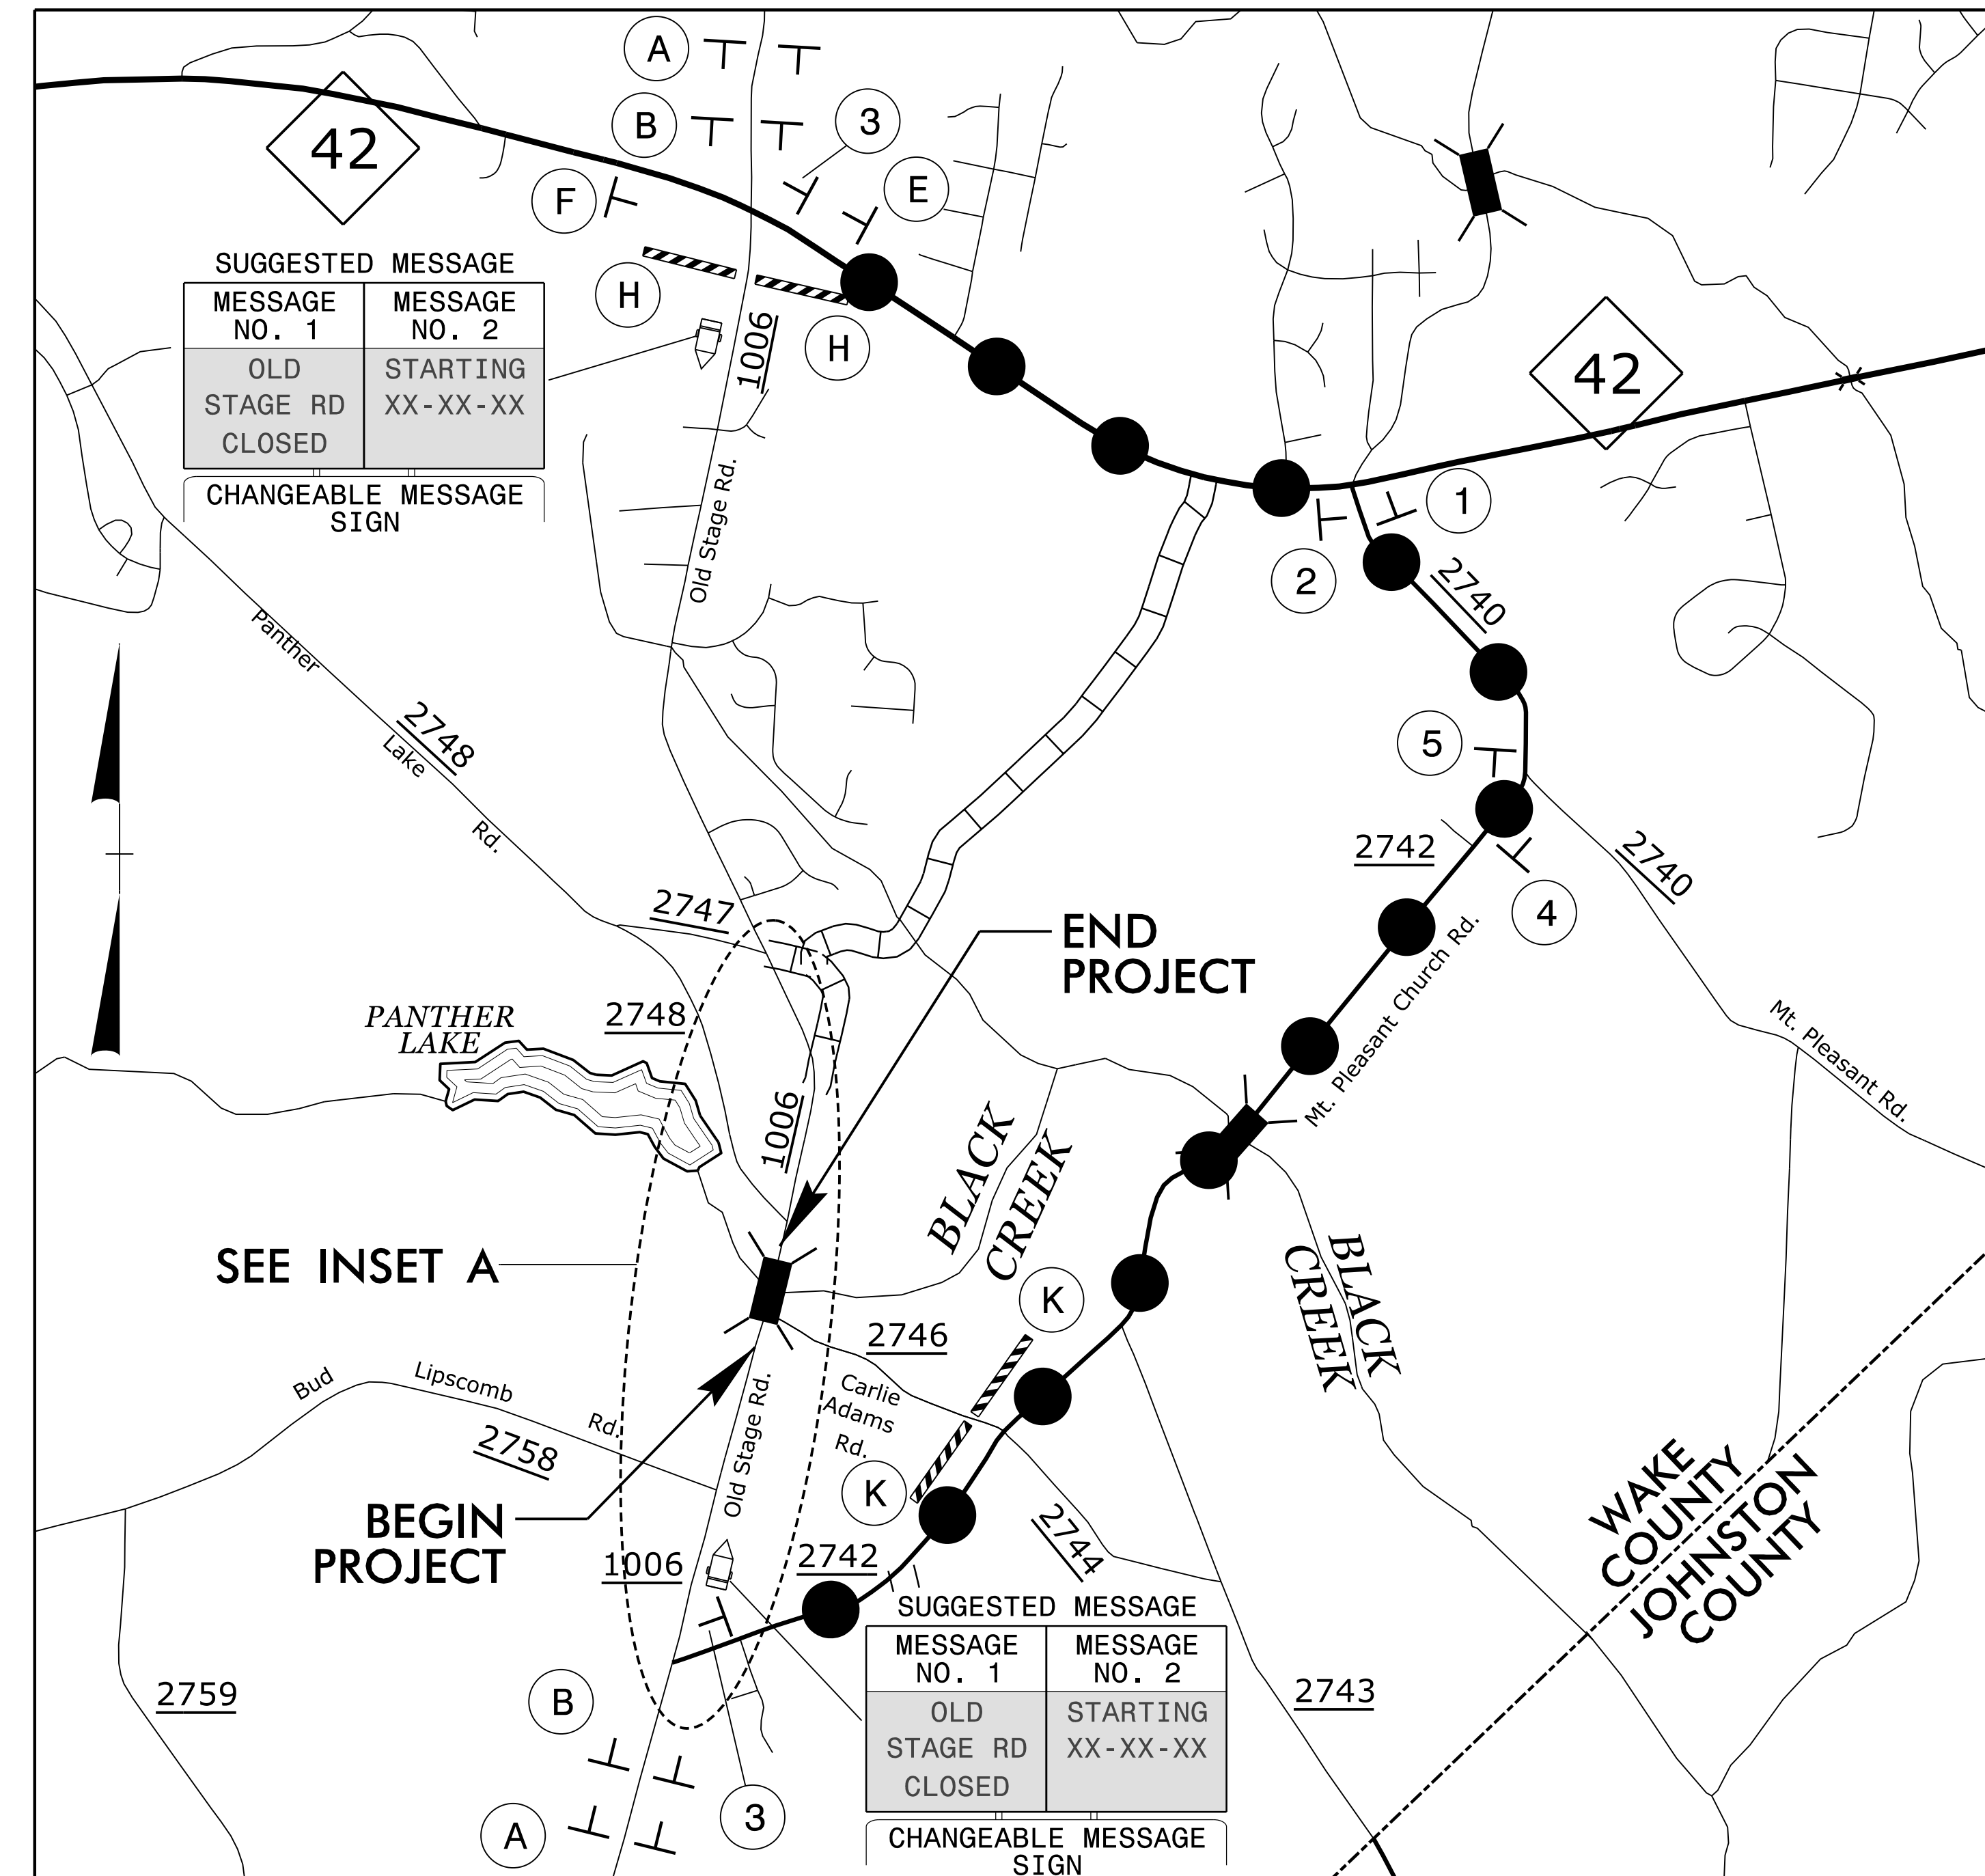 A
B
3
42
F
E
SUGGESTED MESSAGE
MESSAGE NO. 1
MESSAGE NO. 2
OLD
STAGE RD
CLOSED
STARTING
XX-XX-XX
CHANGEABLE MESSAGE
SIGN
H
H
1006
Old Stage Rd.
42
1
2
2740
Panther
Lake
Rd.
2748
5
2742
4
2740
2747
END
PROJECT
Mt. Pleasant Church Rd.
Mt. Pleasant Rd.
PANTHER
LAKE
2748
1006
BLACK
CREEK
BLACK
CREEK
SEE INSET A
K
2746
Bud
Lipscomb
Rd.
2758
Carlie
Adams
Rd.
Old Stage Rd.
K
BEGIN
PROJECT
1006
2742
2744
WAKE
COUNTY
JOHNSTON
COUNTY
SUGGESTED MESSAGE
MESSAGE NO. 1
MESSAGE NO. 2
OLD
STAGE RD
CLOSED
STARTING
XX-XX-XX
CHANGEABLE MESSAGE
SIGN
2759
B
2743
3
A